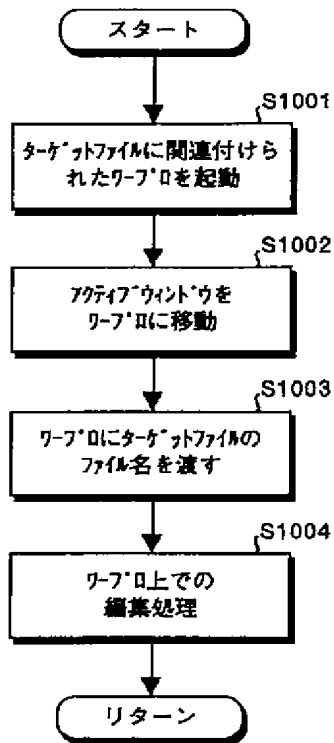 スタート
S1001
ﾀｰｹﾞｯﾄﾌｧｲﾙに関連付けら
れたﾜｰﾌﾟﾛを起動
S1002
ｱｸﾃｨﾌﾞｳｨﾝﾄﾞｳを
ﾜｰﾌﾟﾛに移動
S1003
ﾜｰﾌﾟﾛにﾀｰｹﾞｯﾄﾌｧｲﾙの
ﾌｧｲﾙ名を渡す
S1004
ﾜｰﾌﾟﾛ上での
編集処理
リターン